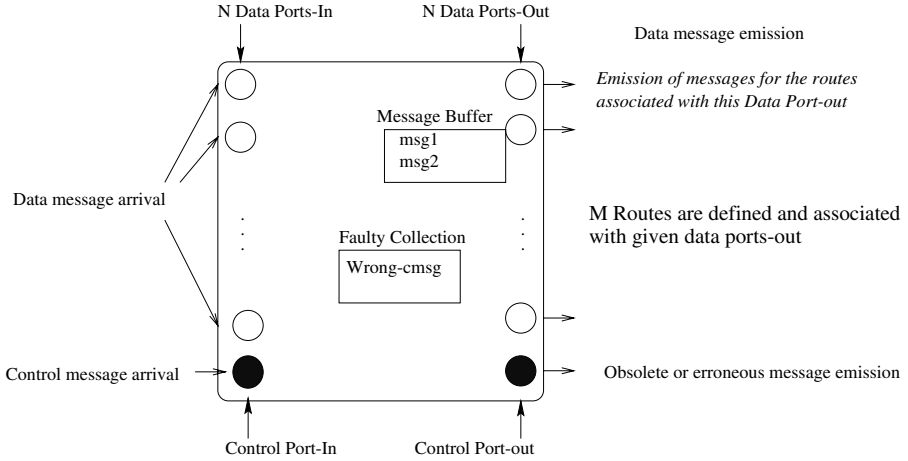 N Data Ports-In
N Data Ports-Out
Data message emission
Emission of messages for the routes
associated with this Data Port-out
Message Buffer
msg1
msg2
Data message arrival
M Routes are defined and associated
with given data ports-out
Faulty Collection
Wrong-cmsg
Control message arrival
Obsolete or erroneous message emission
Control Port-In
Control Port-out